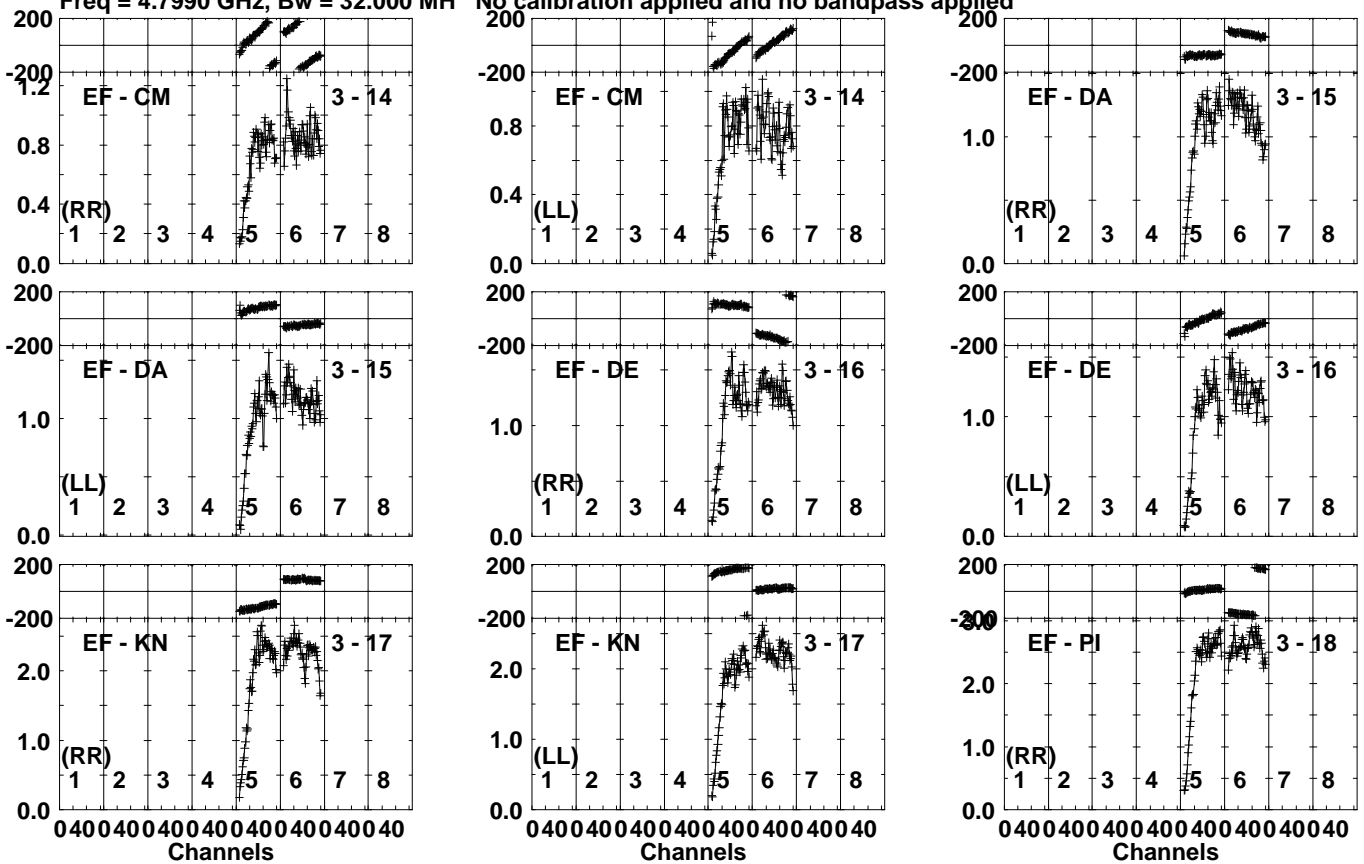 Freq = 4.7990 GHz, Bw = 32.000 MH No calibration applied and no bandpass applied
200
-200
1.2
0.8
0.4
0.0
EF - CM 3 - 14
(RR)
1 2 3 4 5 6 7 8
200
-200
0.8
0.4
0.0
EF - CM 3 - 14
(LL)
1 2 3 4 5 6 7 8
200
-200
1.0
0.0
EF - DA 3 - 15
(RR)
1 2 3 4 5 6 7 8
200
-200
1.0
0.0
EF - DA 3 - 15
(LL)
1 2 3 4 5 6 7 8
200
-200
1.0
0.0
EF - DE 3 - 16
(RR)
1 2 3 4 5 6 7 8
200
-200
1.0
0.0
EF - DE 3 - 16
(LL)
1 2 3 4 5 6 7 8
200
-200
2.0
1.0
0.0
EF - KN 3 - 17
(RR)
1 2 3 4 5 6 7 8
200
-200
2.0
1.0
0.0
EF - KN 3 - 17
(LL)
1 2 3 4 5 6 7 8
200
-200
3.0
2.0
1.0
0.0
EF - PI 3 - 18
(RR)
1 2 3 4 5 6 7 8
0 40 0 40 0 40 0 40 0 40 0 40 0 40 0 40
Channels
0 40 0 40 0 40 0 40 0 40 0 40 0 40 0 40
Channels
0 40 0 40 0 40 0 40 0 40 0 40 0 40 0 40
Channels